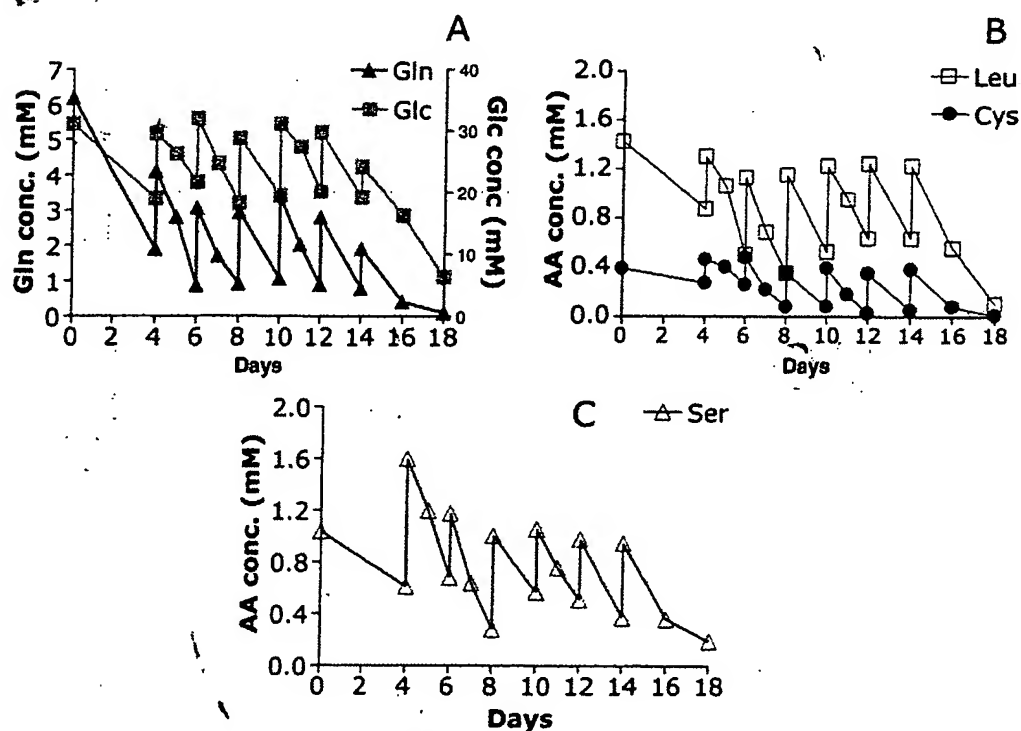 A
Gln
Glc
Gln conc. (mM)
7
6
5
4
3
2
1
0
40
30
20
10
0
Glc conc. (mM)
0 2 4 6 8 10 12 14 16 18
Days
B
Leu
Cys
AA conc. (mM)
2.0
1.6
1.2
0.8
0.4
0.0
0 2 4 6 8 10 12 14 16 18
Days
C
Ser
AA conc. (mM)
2.0
1.6
1.2
0.8
0.4
0.0
0 2 4 6 8 10 12 14 16 18
Days